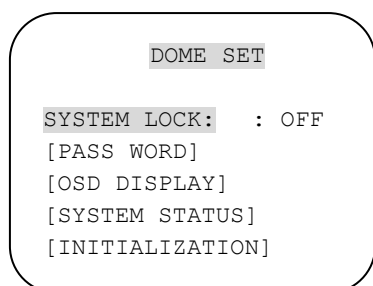 DOME SET
SYSTEM LOCK: : OFF
[PASS WORD]
[OSD DISPLAY]
[SYSTEM STATUS]
[INITIALIZATION]